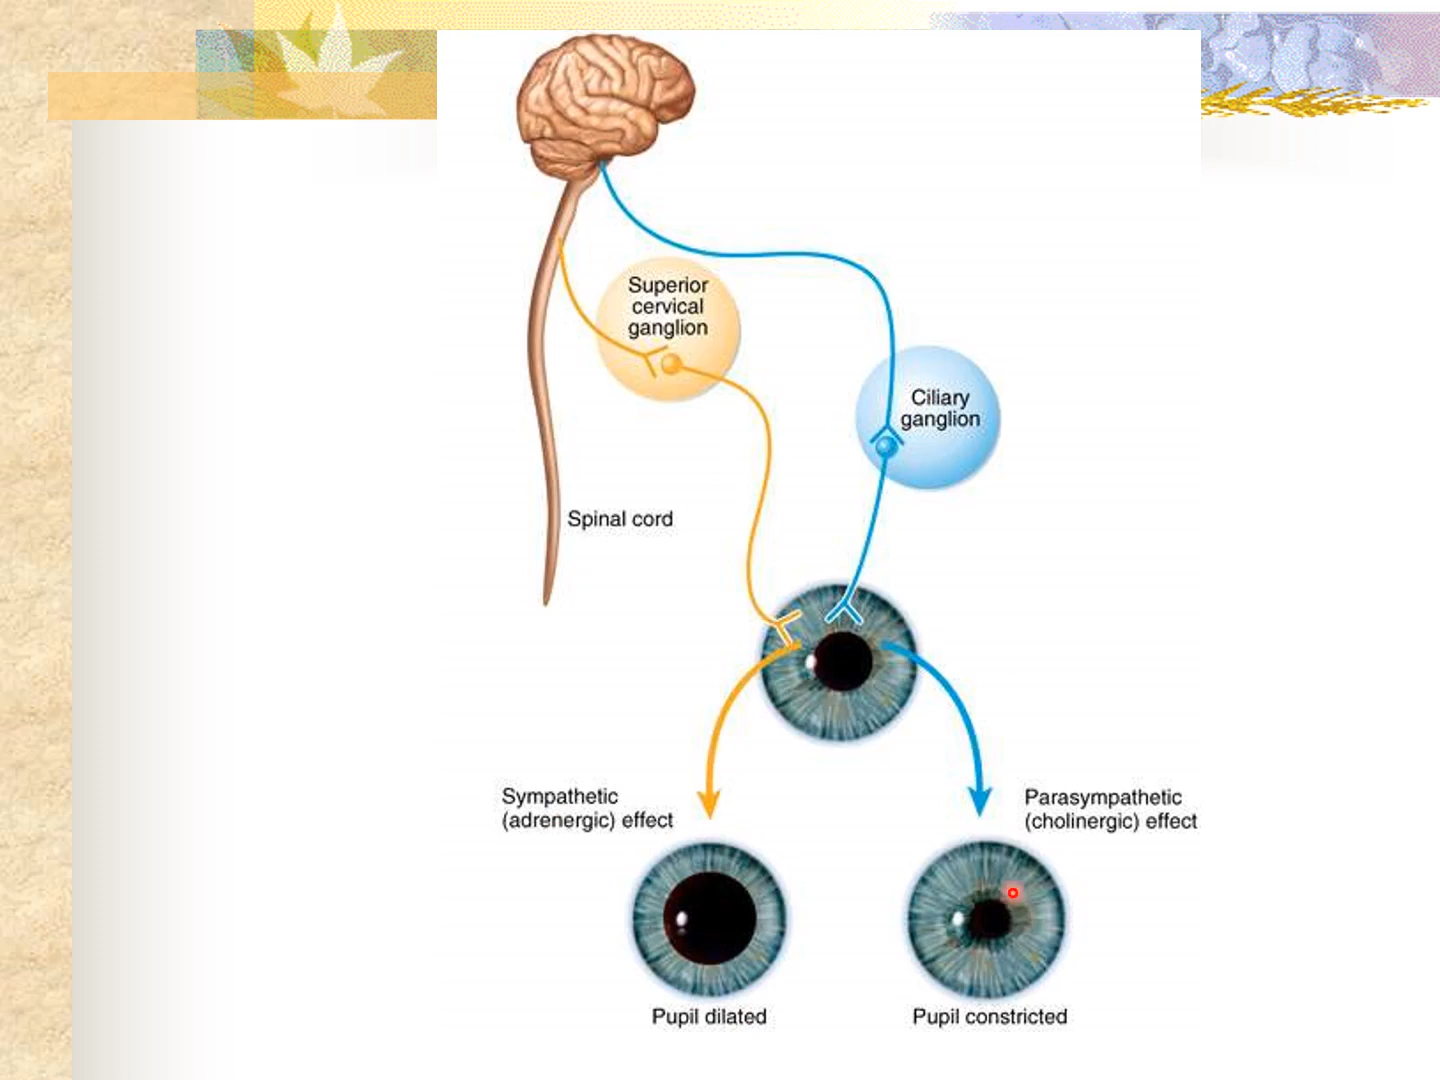 Superior
cervical
ganglion
Ciliary
ganglion
Spinal cord
Sympathetic
(adrenergic) effect
Parasympathetic
(cholinergic) effect
Pupil dilated
Pupil constricted